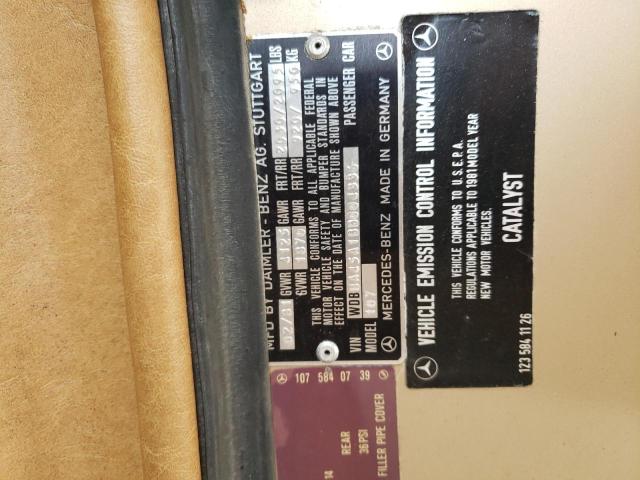 MFD BY DAIMLER - BENZ AG. STUTTGART
02/81 GVWR GAWR FRT/RR LBS
GVWR GAWR FRT/RR KG
THIS VEHICLE CONFORMS TO ALL APPLICABLE FEDERAL
MOTOR VEHICLE SAFETY AND BUMPER STANDARDS IN
EFFECT ON THE DATE OF MANUFACTURE SHOWN ABOVE
VIN WDB PASSENGER CAR
MODEL 107
MERCEDES-BENZ MADE IN GERMANY
VEHICLE EMISSION CONTROL INFORMATION
THIS VEHICLE CONFORMS TO U.S.E.P.A.
REGULATIONS APPLICABLE TO 1981 MODEL YEAR
NEW MOTOR VEHICLES.
CATALYST
123 584 11 26
107 584 07 39
14
REAR
36 PSI
FILLER PIPE COVER